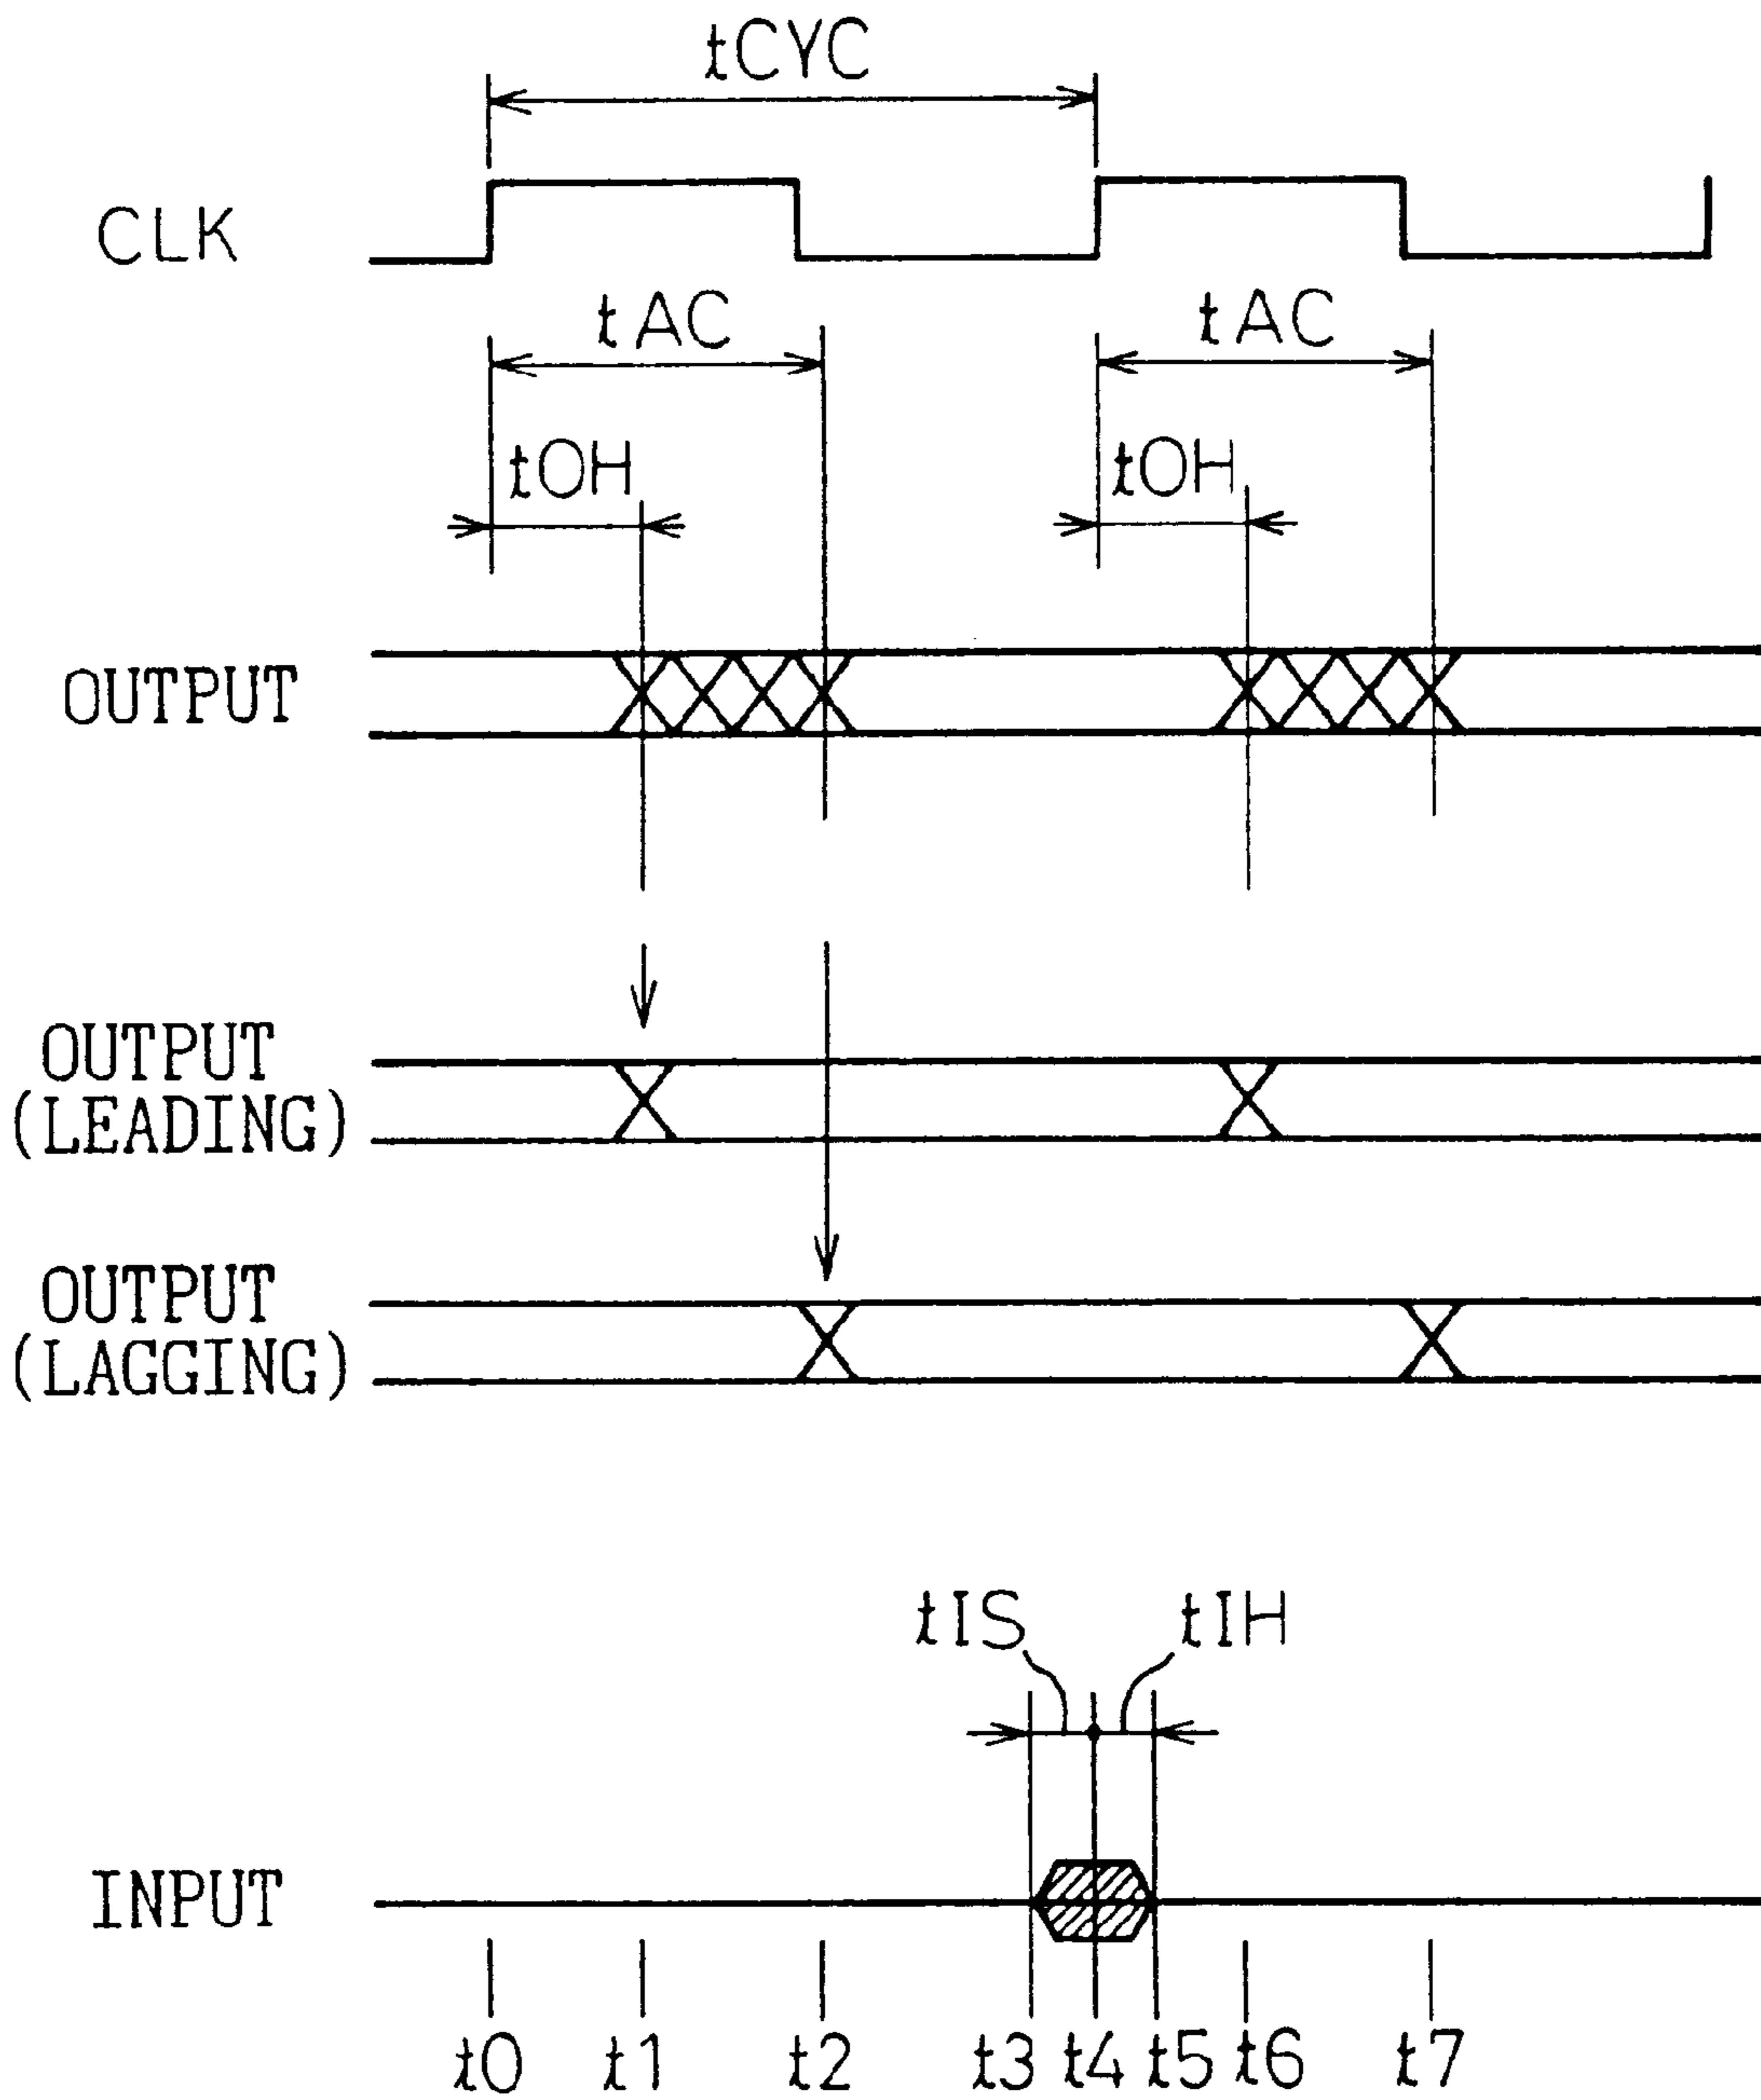 tCYC
CLK
tAC
tAC
tOH
tOH
OUTPUT
OUTPUT
(LEADING)
OUTPUT
(LAGGING)
tIS
tIH
INPUT
t0 t1 t2 t3 t4 t5 t6 t7